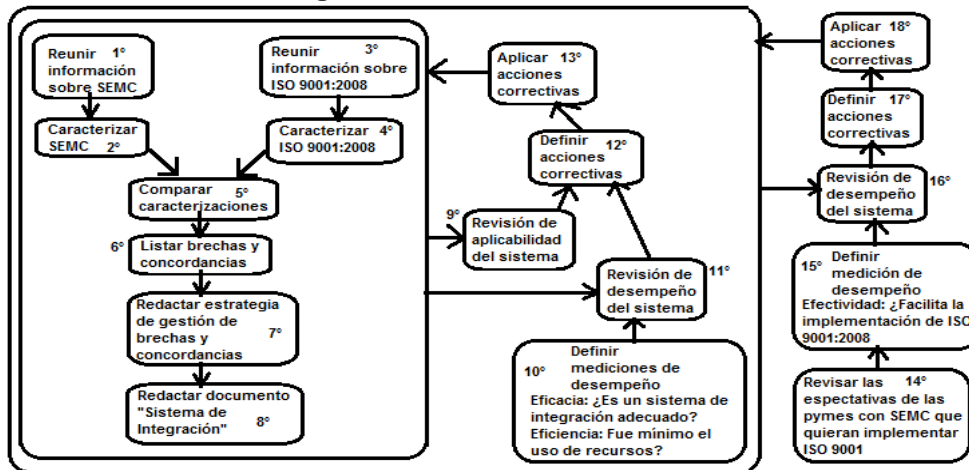 Reunir 1°
información
sobre SEMC
Caracterizar
SEMC 2°
Reunir 3°
información sobre
ISO 9001:2008
Caracterizar 4°
ISO 9001:2008
Comparar 5°
caracterizaciones
6° Listar brechas y
concordancias
Redactar estrategia
de gestión de
brechas y 7°
concordancias
Redactar documento
"Sistema de
Integración" 8°
9° Revisión de
aplicabilidad
del sistema
10° Definir
mediciones de
desempeño
Eficacia: ¿Es un sistema de
integración adecuado?
Eficiencia: Fue mínimo el
uso de recursos?
Revisión de 11°
desempeño
del sistema
Definir 12°
acciones
correctivas
Aplicar 13°
acciones
correctivas
Revisar las 14°
espectativas de las
pymes con SEMC que
quieran implementar
ISO 9001
15° Definir
medición de
desempeño
Efectividad: ¿Facilita la
implementación de ISO
9001:2008
Revisión de
desempeño 16°
del sistema
Definir 17°
acciones
correctivas
Aplicar 18°
acciones
correctivas